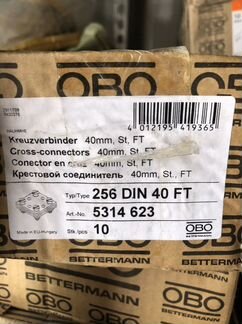 OBO
BETTERMANN
4 012195 419365
Kreuzverbinder 40mm, St, FT
Cross-connectors 40mm, St, FT
Conector en 40mm, St, FT
Крестовой соединитель 40mm, St, FT
Typ/Type 256 DIN 40 FT
Art.-No. 5314 623
Stk./pcs 10
Made in EU-Hungary
OBO
BETTERMANN
BETTERMANN
OBO
BETTERMANN